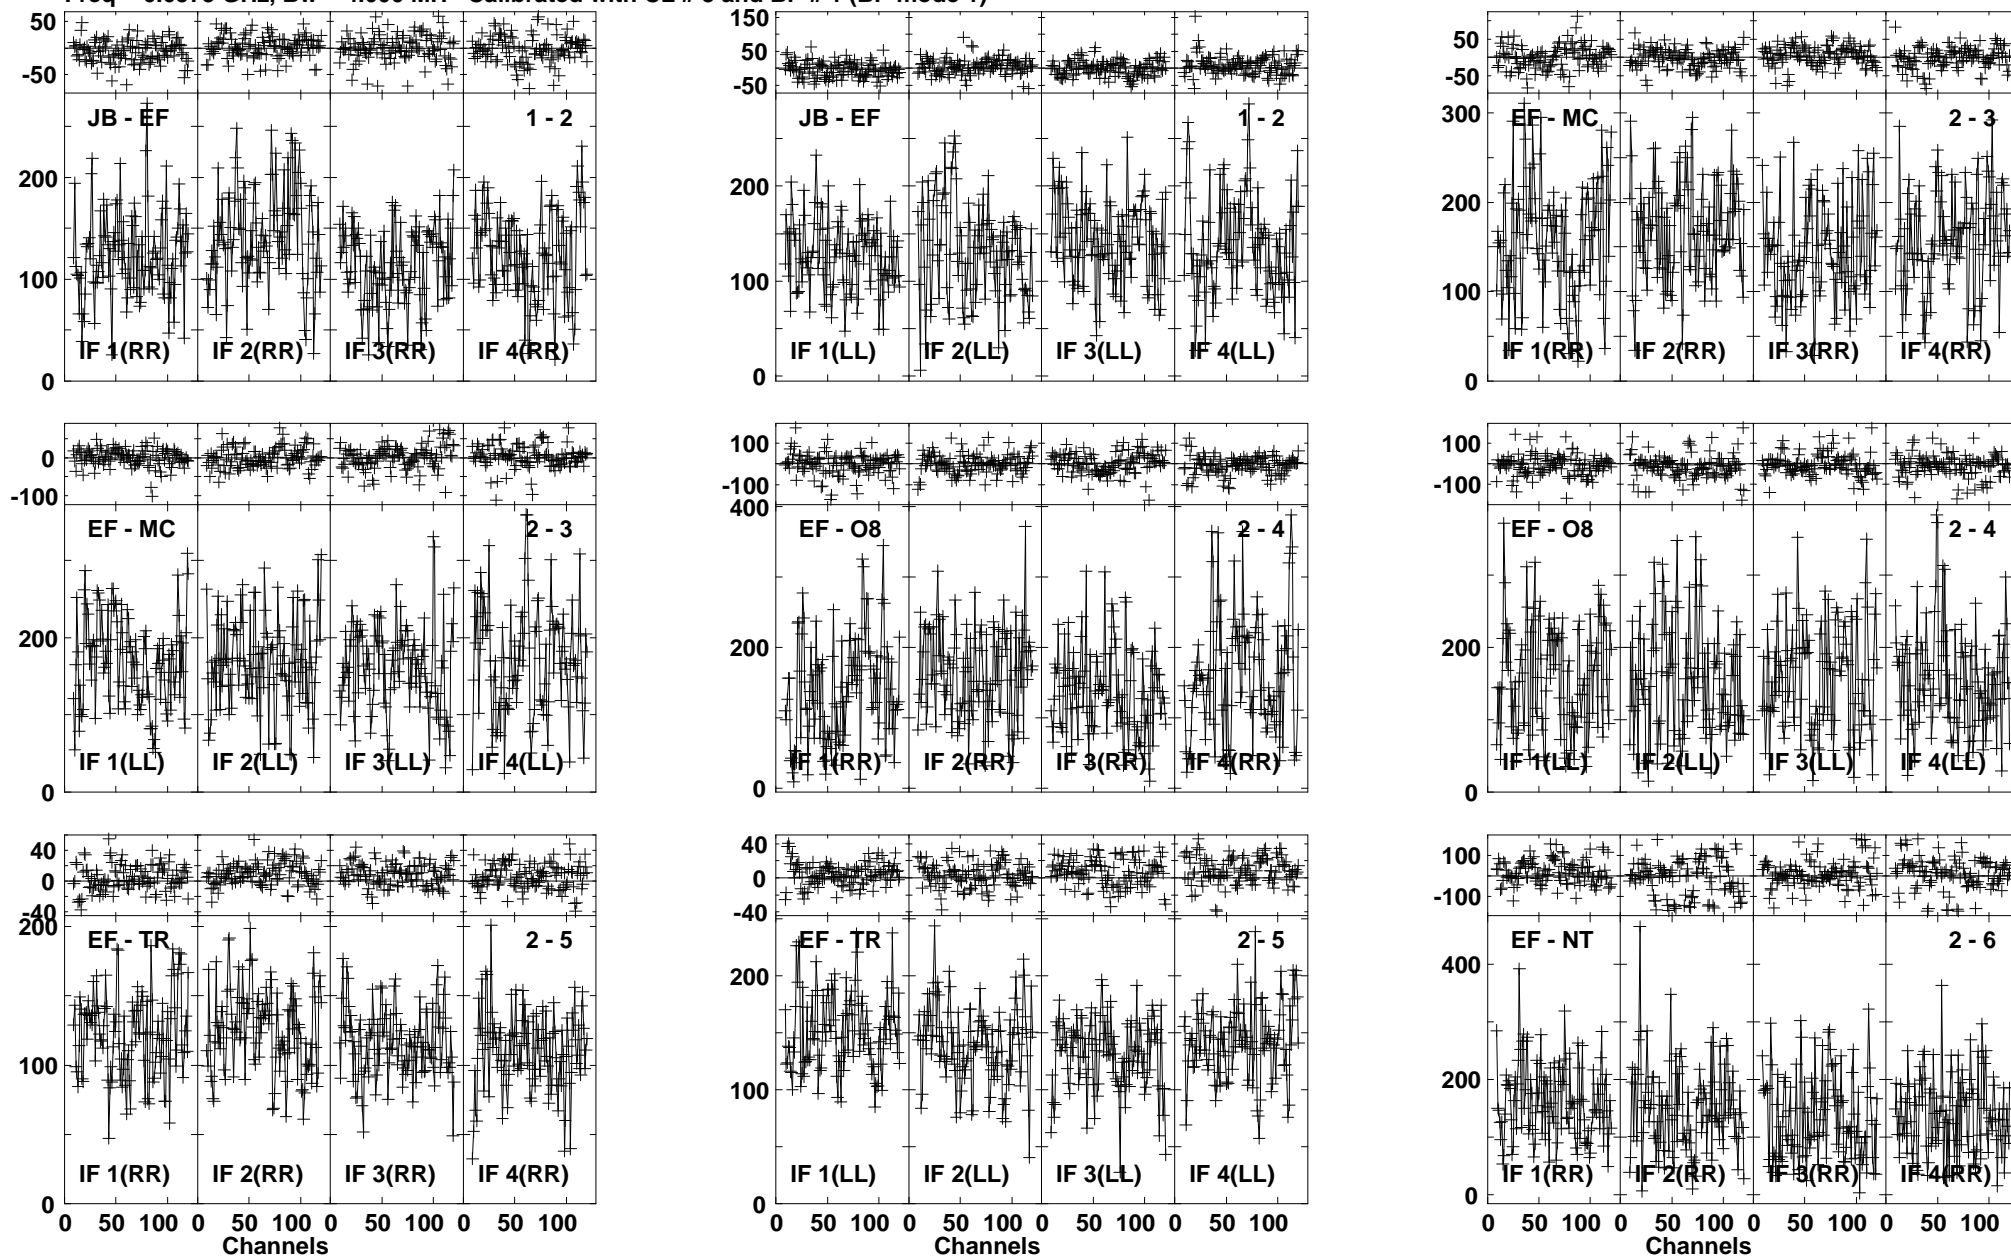 50 150
50 50
-50 -50 -50
JB - EF 1 - 2 JB - EF 1 - 2 EF - MC 2 - 3
300
200 200 200
100 100 100
IF 1(RR) IF 2(RR) IF 3(RR) IF 4(RR) IF 1(LL) IF 2(LL) IF 3(LL) IF 4(LL) IF 1(RR) IF 2(RR) IF 3(RR) IF 4(RR)
0 0 0
0 100 100
-100 -100 -100
400
EF - MC 2 - 3 EF - O8 2 - 4 EF - O8 2 - 4
200 200 200
IF 1(LL) IF 2(LL) IF 3(LL) IF 4(LL) IF 1(RR) IF 2(RR) IF 3(RR) IF 4(RR) IF 1(LL) IF 2(LL) IF 3(LL) IF 4(LL)
0 0 0
40 40 100
0 0
-40 -40 -100
200
EF - TR 2 - 5 EF - TR 2 - 5 EF - NT 2 - 6
400
200 200
100 100
IF 1(RR) IF 2(RR) IF 3(RR) IF 4(RR) IF 1(LL) IF 2(LL) IF 3(LL) IF 4(LL) IF 1(RR) IF 2(RR) IF 3(RR) IF 4(RR)
0 0 0
0 50 100 0 50 100 0 50 100 0 50 100 0 50 100 0 50 100 0 50 100 0 50 100 0 50 100 0 50 100 0 50 100 0 50 100
Channels Channels